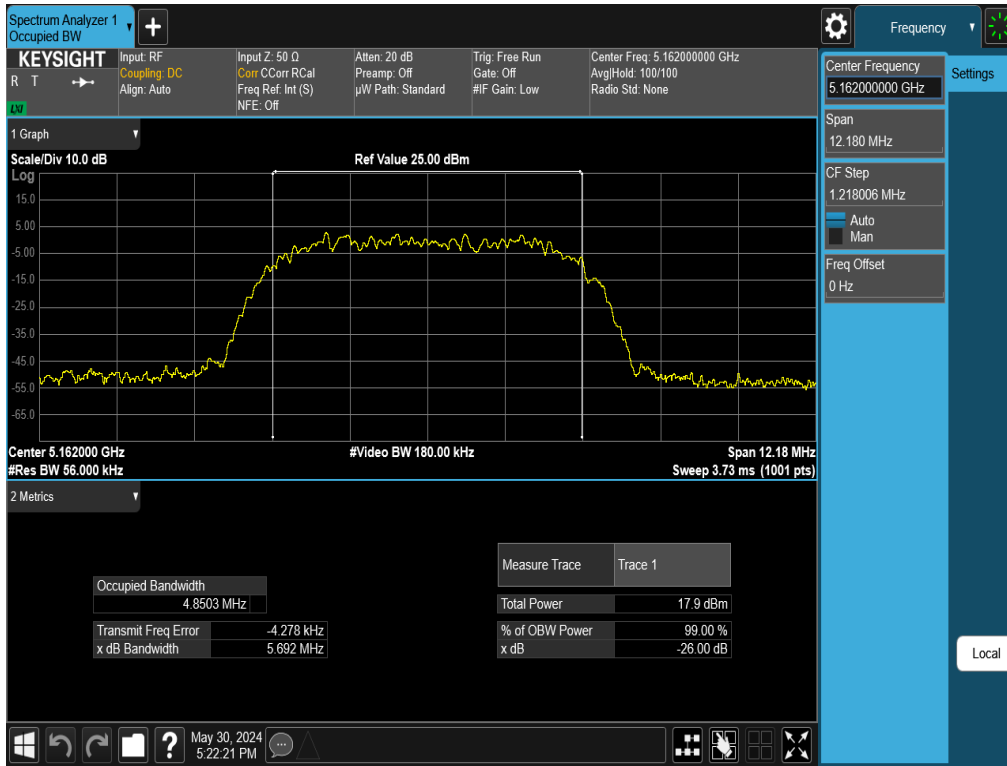 Spectrum Analyzer 1
Occupied BW
Frequency
KEYSIGHT
R T
LXI
Input: RF
Coupling: DC
Align: Auto
Input Z: 50 Ω
Corr CCorr RCal
Freq Ref: Int (S)
NFE: Off
Atten: 20 dB
Preamp: Off
µW Path: Standard
Trig: Free Run
Gate: Off
#IF Gain: Low
Center Freq: 5.162000000 GHz
Avg|Hold: 100/100
Radio Std: None
Center Frequency
5.162000000 GHz
Settings
Span
12.180 MHz
CF Step
1.218006 MHz
Auto
Man
Freq Offset
0 Hz
Local
1 Graph
Scale/Div 10.0 dB
Ref Value 25.00 dBm
Log
15.0
5.00
-5.00
-15.0
-25.0
-35.0
-45.0
-55.0
-65.0
Center 5.162000 GHz
#Video BW 180.00 kHz
Span 12.18 MHz
#Res BW 56.000 kHz
Sweep 3.73 ms (1001 pts)
2 Metrics
Measure Trace Trace 1
Occupied Bandwidth
4.8503 MHz
Total Power 17.9 dBm
Transmit Freq Error -4.278 kHz
% of OBW Power 99.00 %
x dB Bandwidth 5.692 MHz
x dB -26.00 dB
?
May 30, 2024
5:22:21 PM